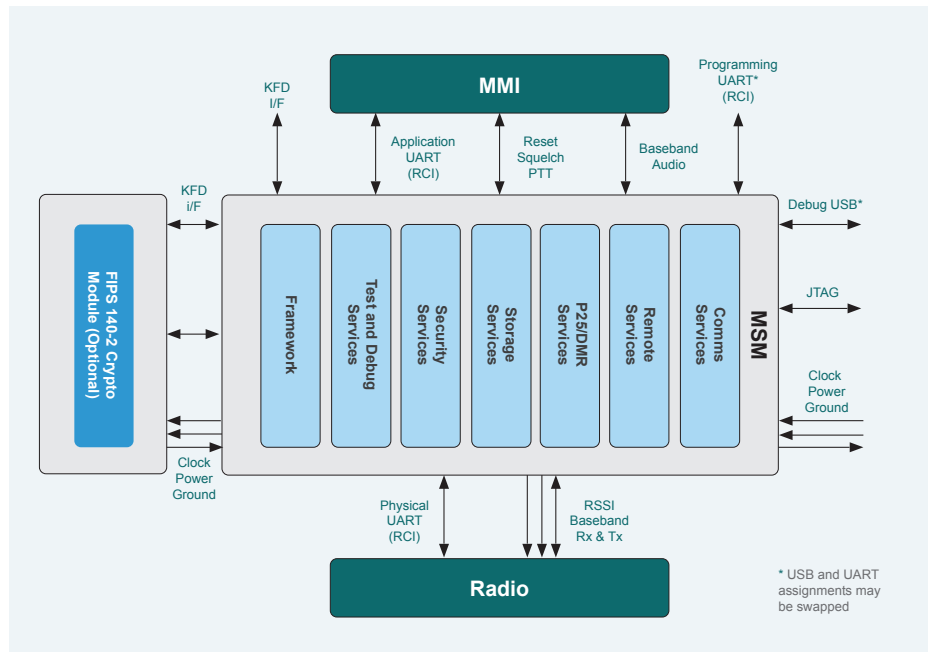 MMI
KFD
I/F
Programming
UART*
(RCI)
Application
UART
(RCI)
Reset
Squelch
PTT
Baseband
Audio
KFD
i/F
Debug USB*
FIPS 140-2 Crypto
Module (Optional)
Framework
Test and Debug
Services
Security
Services
Storage
Services
P25/DMR
Services
Remote
Services
Comms
Services
MSM
JTAG
Clock
Power
Ground
Clock
Power
Ground
Physical
UART
(RCI)
RSSI
Baseband
Rx & Tx
Radio
* USB and UART
assignments may
be swapped